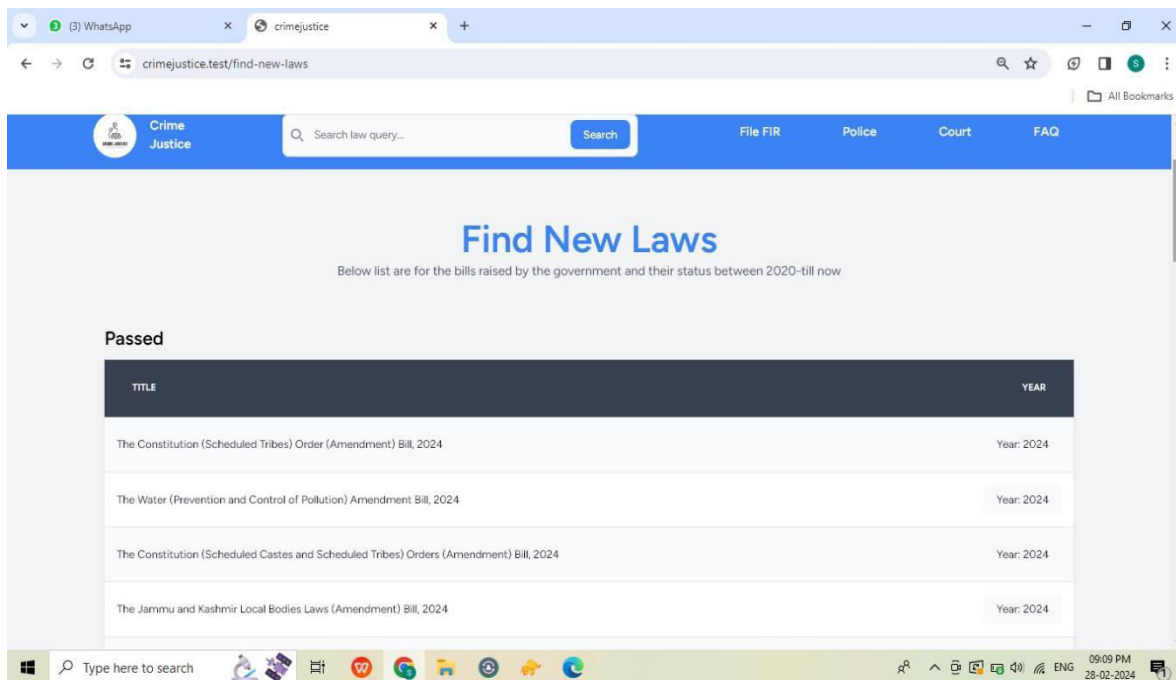 (3) WhatsApp
crimejustice
crimejustice.test/find-new-laws
S
All Bookmarks
Crime
Justice
CRIME JUSTICE
Search law query...
Search
File FIR
Police
Court
FAQ
Find New Laws
Below list are for the bills raised by the government and their status between 2020-till now
Passed
TITLE YEAR
The Constitution (Scheduled Tribes) Order (Amendment) Bill, 2024 Year: 2024
The Water (Prevention and Control of Pollution) Amendment Bill, 2024 Year: 2024
The Constitution (Scheduled Castes and Scheduled Tribes) Orders (Amendment) Bill, 2024 Year: 2024
The Jammu and Kashmir Local Bodies Laws (Amendment) Bill, 2024 Year: 2024
Type here to search
ENG
09:09 PM
28-02-2024